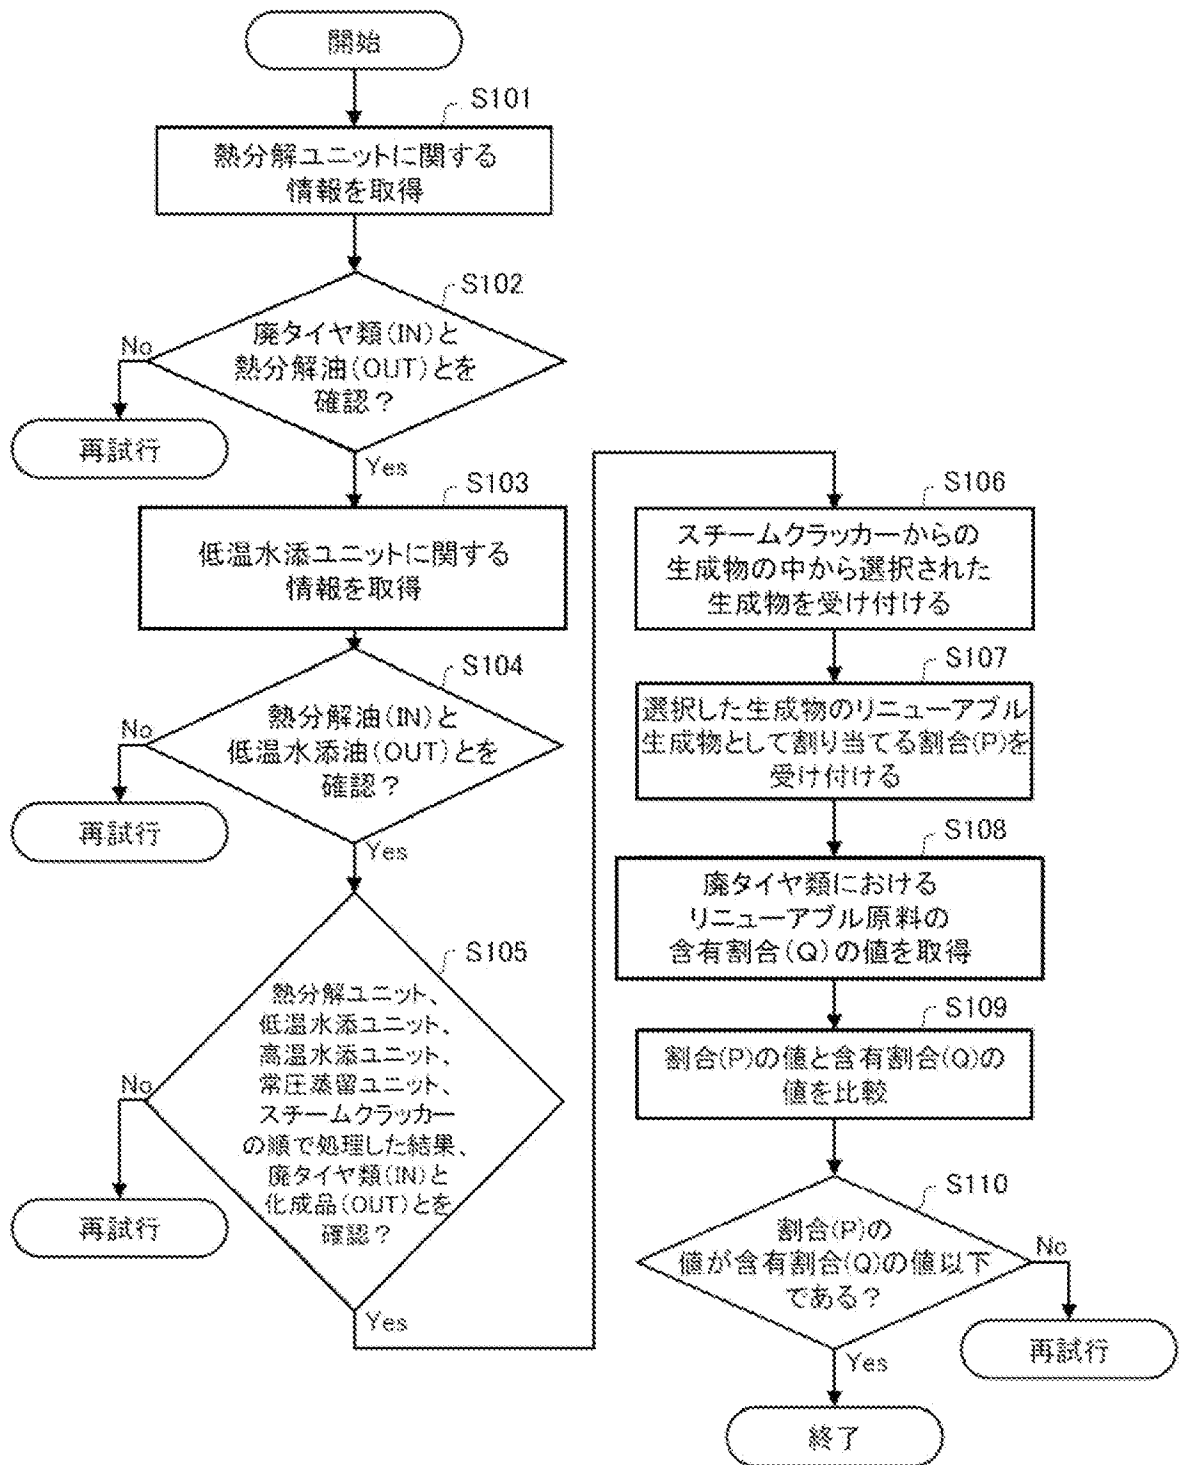 開始
S101
熱分解ユニットに関する
情報を取得
S102
廃タイヤ類(IN)と
熱分解油(OUT)とを
確認？
No
再試行
Yes
S103
低温水添ユニットに関する
情報を取得
S104
熱分解油(IN)と
低温水添油(OUT)とを
確認？
No
再試行
Yes
S105
熱分解ユニット、
低温水添ユニット、
高温水添ユニット、
常圧蒸留ユニット、
スチームクラッカー
の順で処理した結果、
廃タイヤ類(IN)と
化成品(OUT)とを
確認？
No
再試行
Yes
S106
スチームクラッカーからの
生成物の中から選択された
生成物を受け付ける
S107
選択した生成物のリニューアブル
生成物として割り当てる割合(P)を
受け付ける
S108
廃タイヤ類における
リニューアブル原料の
含有割合(Q)の値を取得
S109
割合(P)の値と含有割合(Q)の
値を比較
S110
割合(P)の
値が含有割合(Q)の値以下
である？
No
再試行
Yes
終了